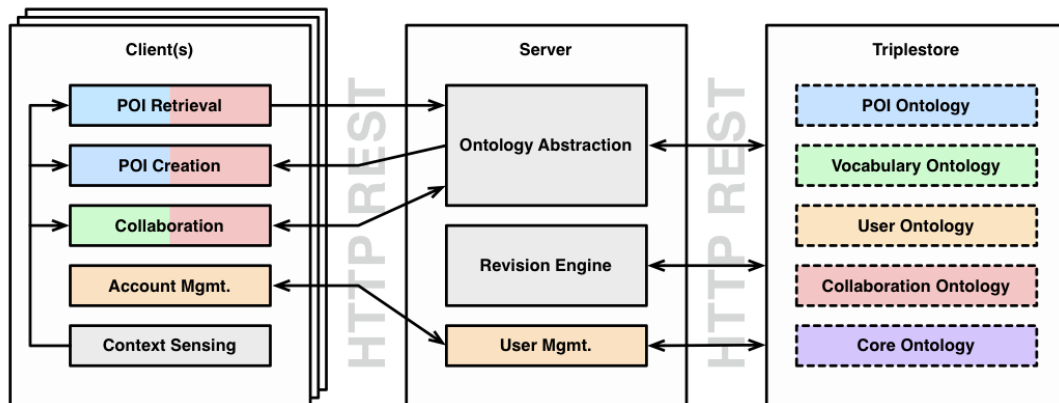 Client(s)
POI Retrieval
POI Creation
Collaboration
Account Mgmt.
Context Sensing
HTTP REST
Server
Ontology Abstraction
Revision Engine
User Mgmt.
HTTP REST
Triplestore
POI Ontology
Vocabulary Ontology
User Ontology
Collaboration Ontology
Core Ontology